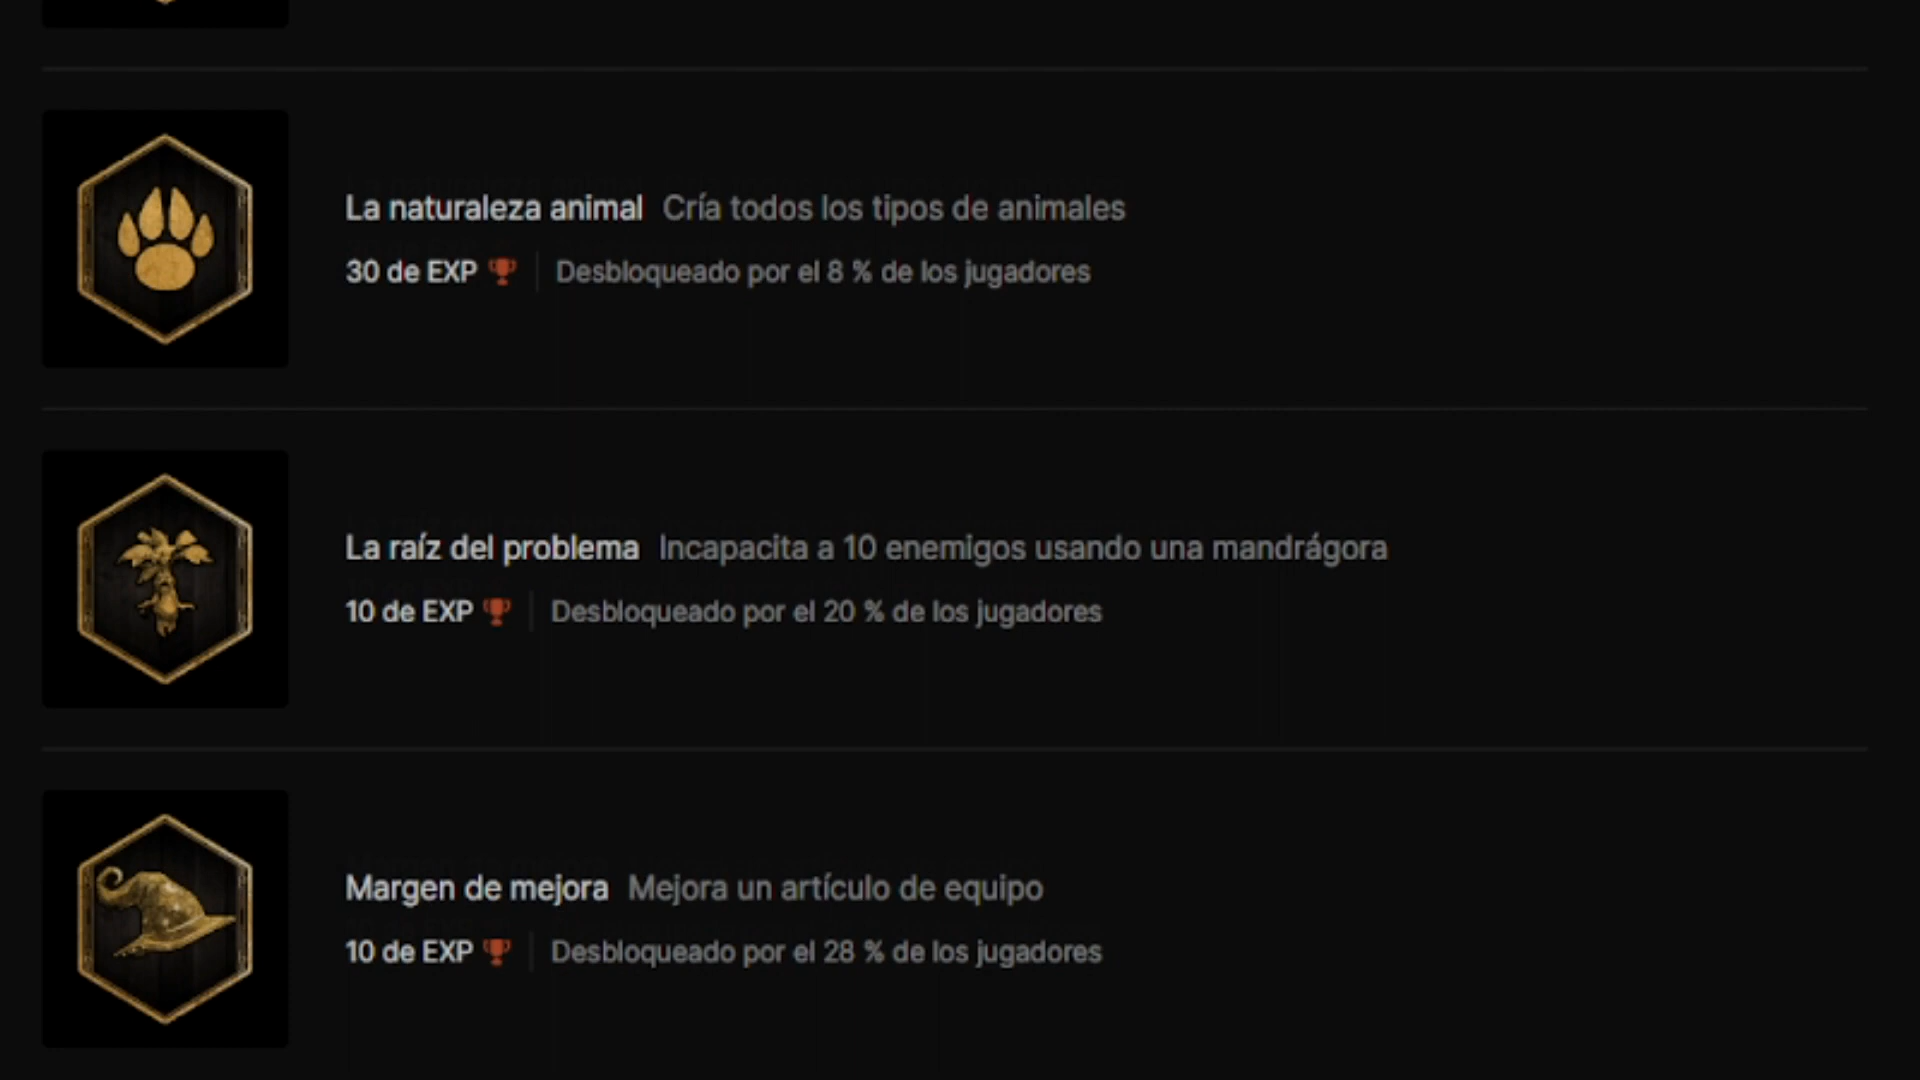 La naturaleza animal Cría todos los tipos de animales
30 de EXP Desbloqueado por el 8 % de los jugadores
La raíz del problema Incapacita a 10 enemigos usando una mandrágora
10 de EXP Desbloqueado por el 20 % de los jugadores
Margen de mejora Mejora un artículo de equipo
10 de EXP Desbloqueado por el 28 % de los jugadores